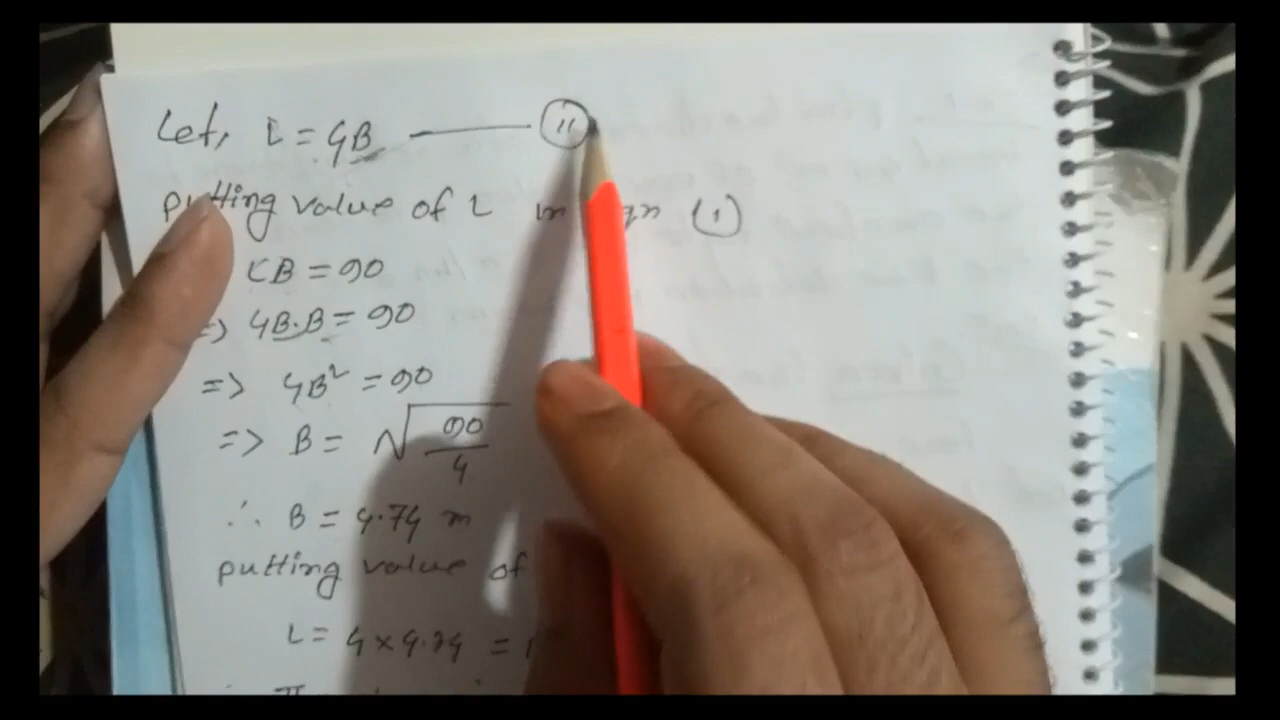 Let, L = 4B —— (ii)
putting value of L in (1)
LB = 90
=> 4B.B = 90
=> 4B² = 90
=> B = √(90/4)
∴ B = 4.74 m
putting value of
L = 4 × 4.74 =